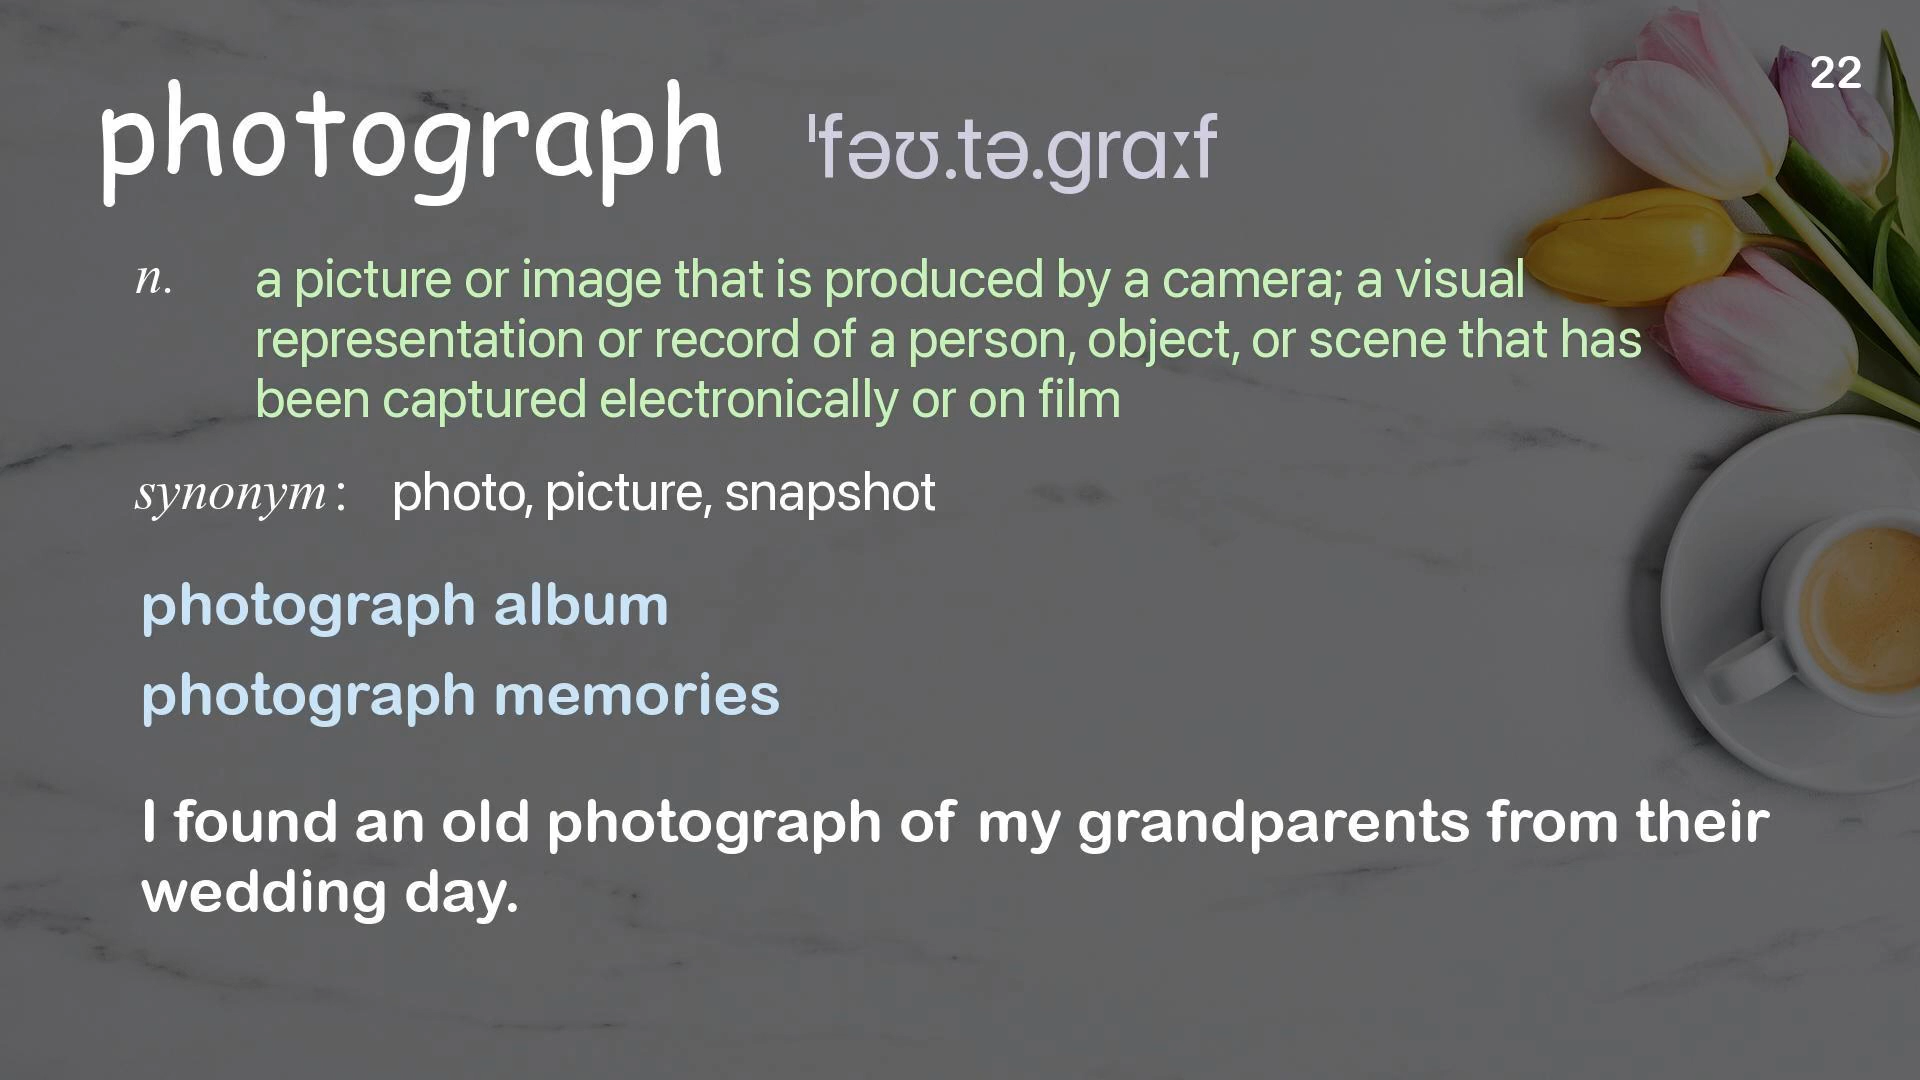 22
photograph ˈfəʊ.tə.grɑːf
n. a picture or image that is produced by a camera; a visual
representation or record of a person, object, or scene that has
been captured electronically or on film
synonym : photo, picture, snapshot
photograph album
photograph memories
I found an old photograph of my grandparents from their
wedding day.